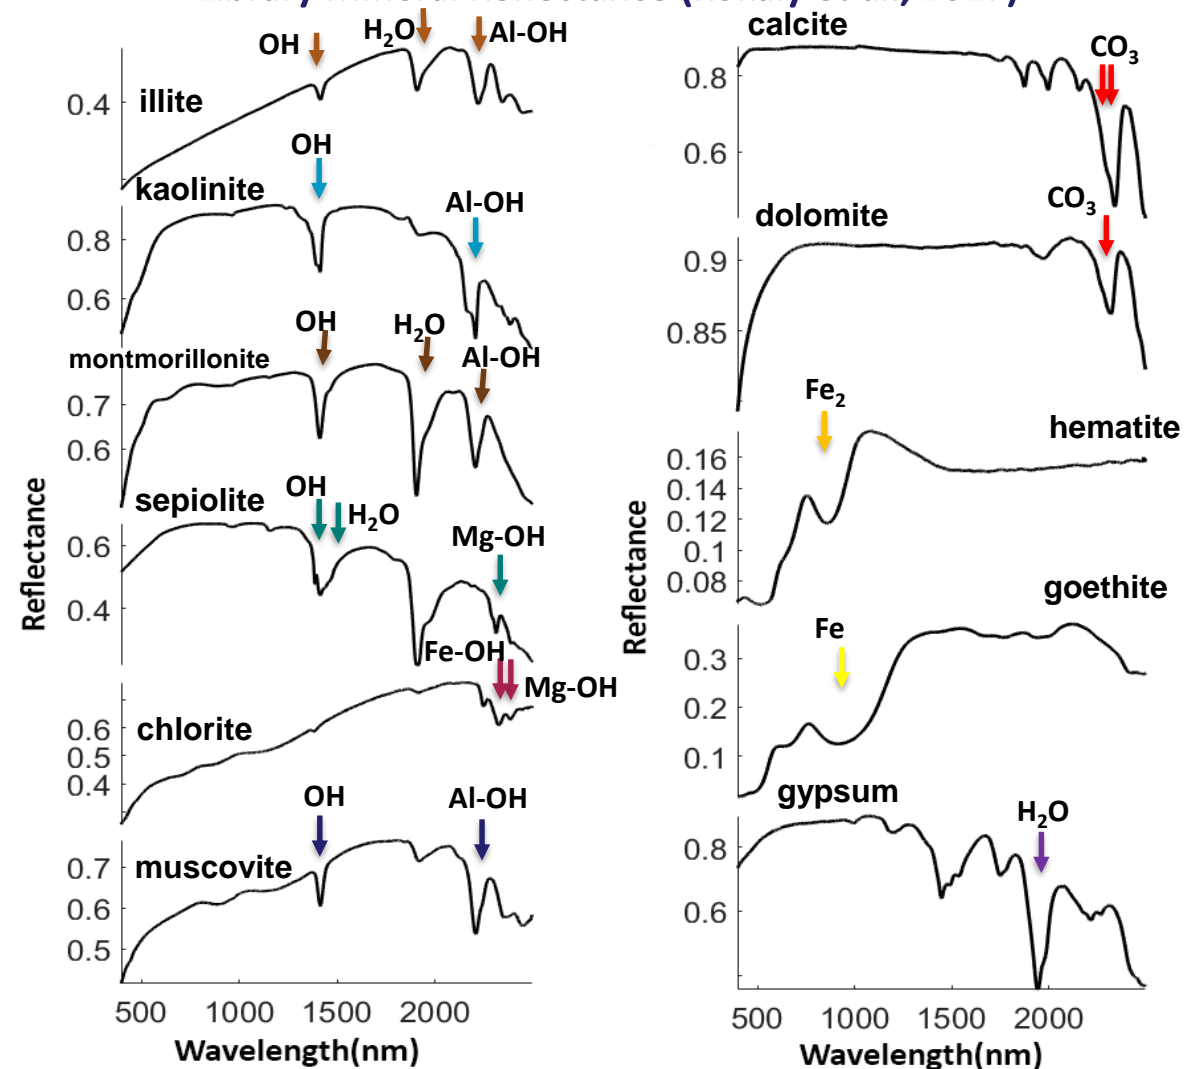 calcite
OH
H2O
Al-OH
CO3
0.8
illite
0.4
0.6
OH
kaolinite
Al-OH
dolomite
CO3
0.8
0.9
0.6
OH
H2O
0.85
montmorillonite
Al-OH
0.7
Fe2
hematite
0.6
0.16
0.14
sepiolite
OH
H2O
0.12
0.6
Mg-OH
0.1
0.08
goethite
0.4
Reflectance
Reflectance
Fe
Fe-OH
Mg-OH
0.3
chlorite
0.6
0.2
0.5
0.1
0.4
OH
Al-OH
gypsum
H2O
muscovite
0.7
0.8
0.6
0.6
0.5
500 1000 1500 2000
500 1000 1500 2000
Wavelength(nm)
Wavelength(nm)